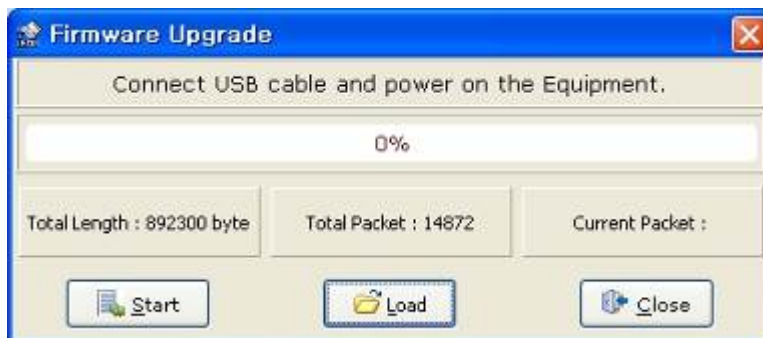 Firmware Upgrade
Connect USB cable and power on the Equipment.
0%
Total Length : 892300 byte
Total Packet : 14872
Current Packet :
Start
Load
Close